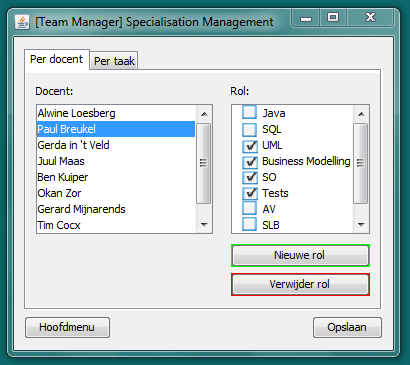 [Team Manager] Specialisation Management
Per docent
Per taak
Docent:
Rol:
Alwine Loesberg
Paul Breukel
Gerda in 't Veld
Juul Maas
Ben Kuiper
Okan Zor
Gerard Mijnarends
Tim Cocx
Java
SQL
UML
Business Modelling
SO
Tests
AV
SLB
Nieuwe rol
Verwijder rol
Hoofdmenu
Opslaan